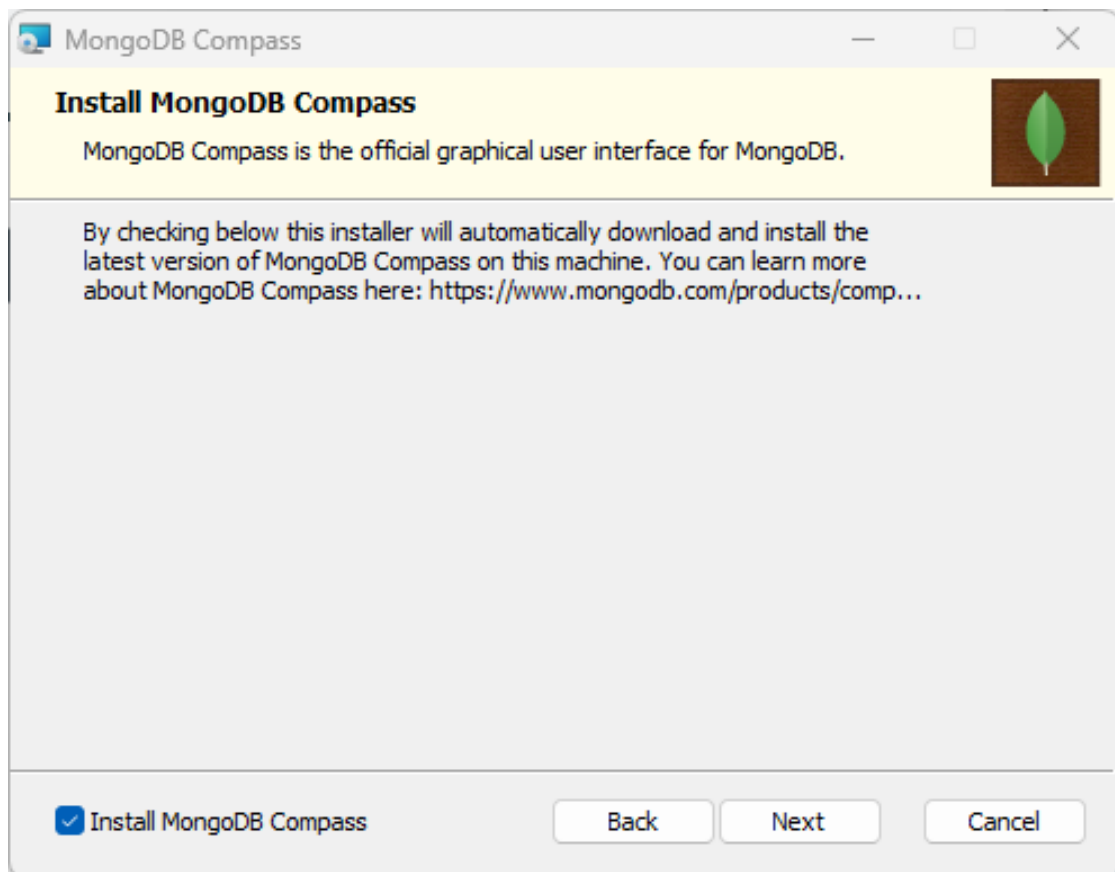 MongoDB Compass
Install MongoDB Compass
MongoDB Compass is the official graphical user interface for MongoDB.
By checking below this installer will automatically download and install the
latest version of MongoDB Compass on this machine. You can learn more
about MongoDB Compass here: https://www.mongodb.com/products/comp...
Install MongoDB Compass Back Next Cancel